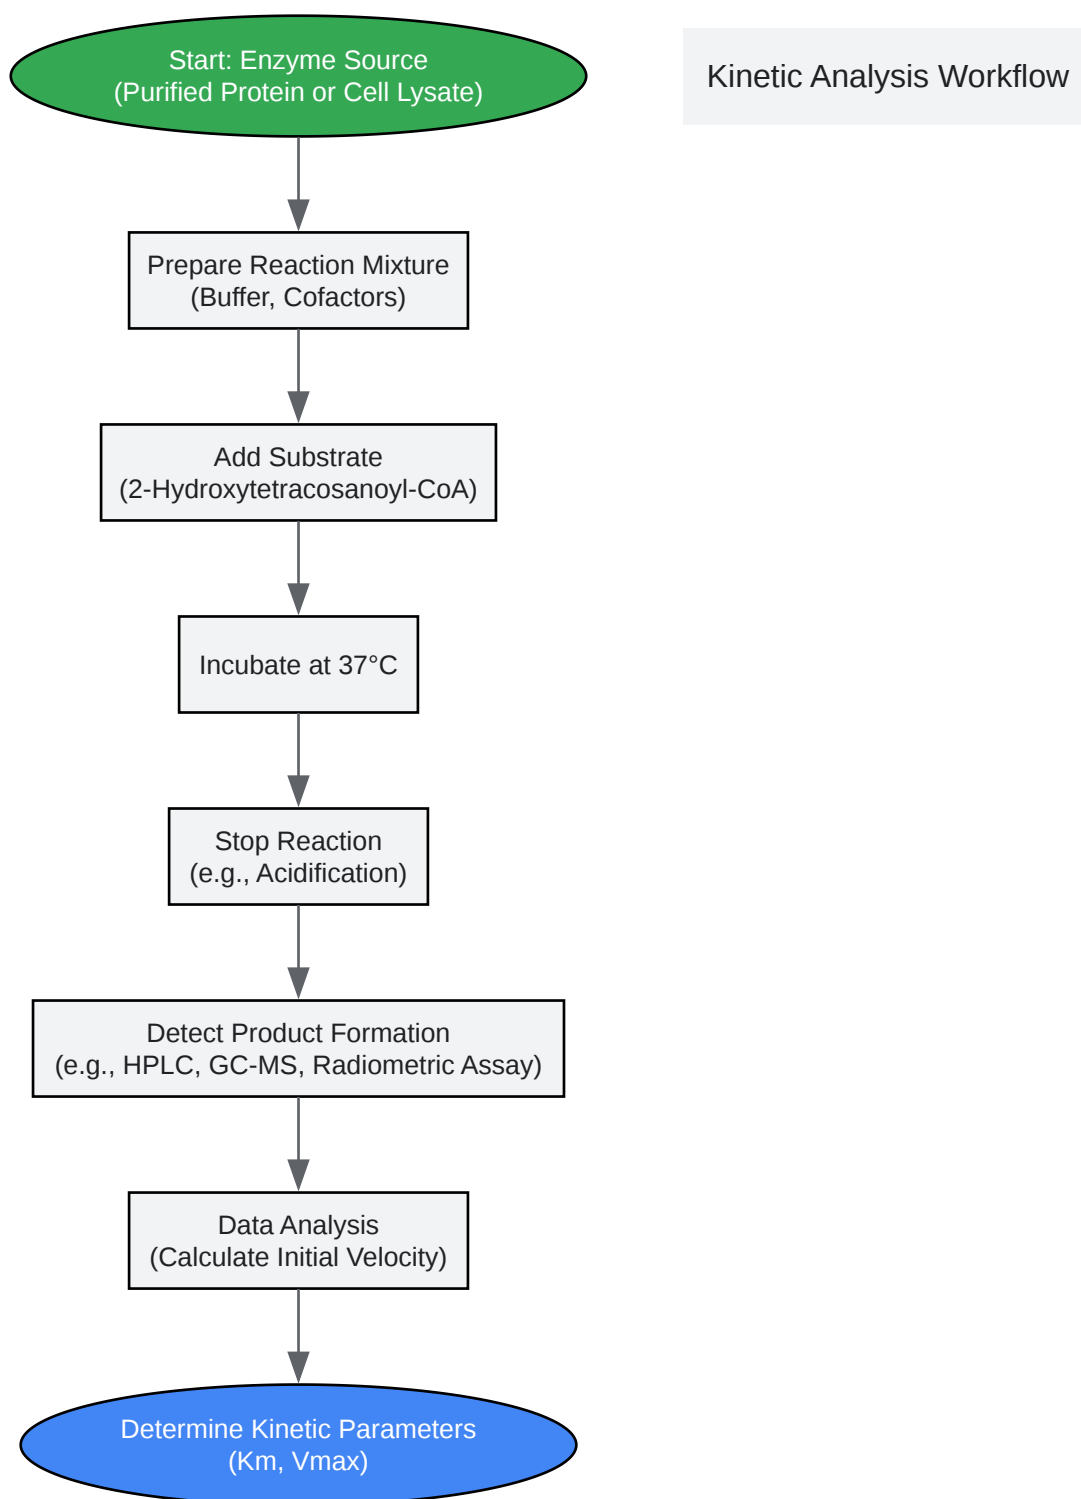 Start: Enzyme Source
(Purified Protein or Cell Lysate)
Kinetic Analysis Workflow
Prepare Reaction Mixture
(Buffer, Cofactors)
Add Substrate
(2-Hydroxytetracosanoyl-CoA)
Incubate at 37°C
Stop Reaction
(e.g., Acidification)
Detect Product Formation
(e.g., HPLC, GC-MS, Radiometric Assay)
Data Analysis
(Calculate Initial Velocity)
Determine Kinetic Parameters
(Km, Vmax)